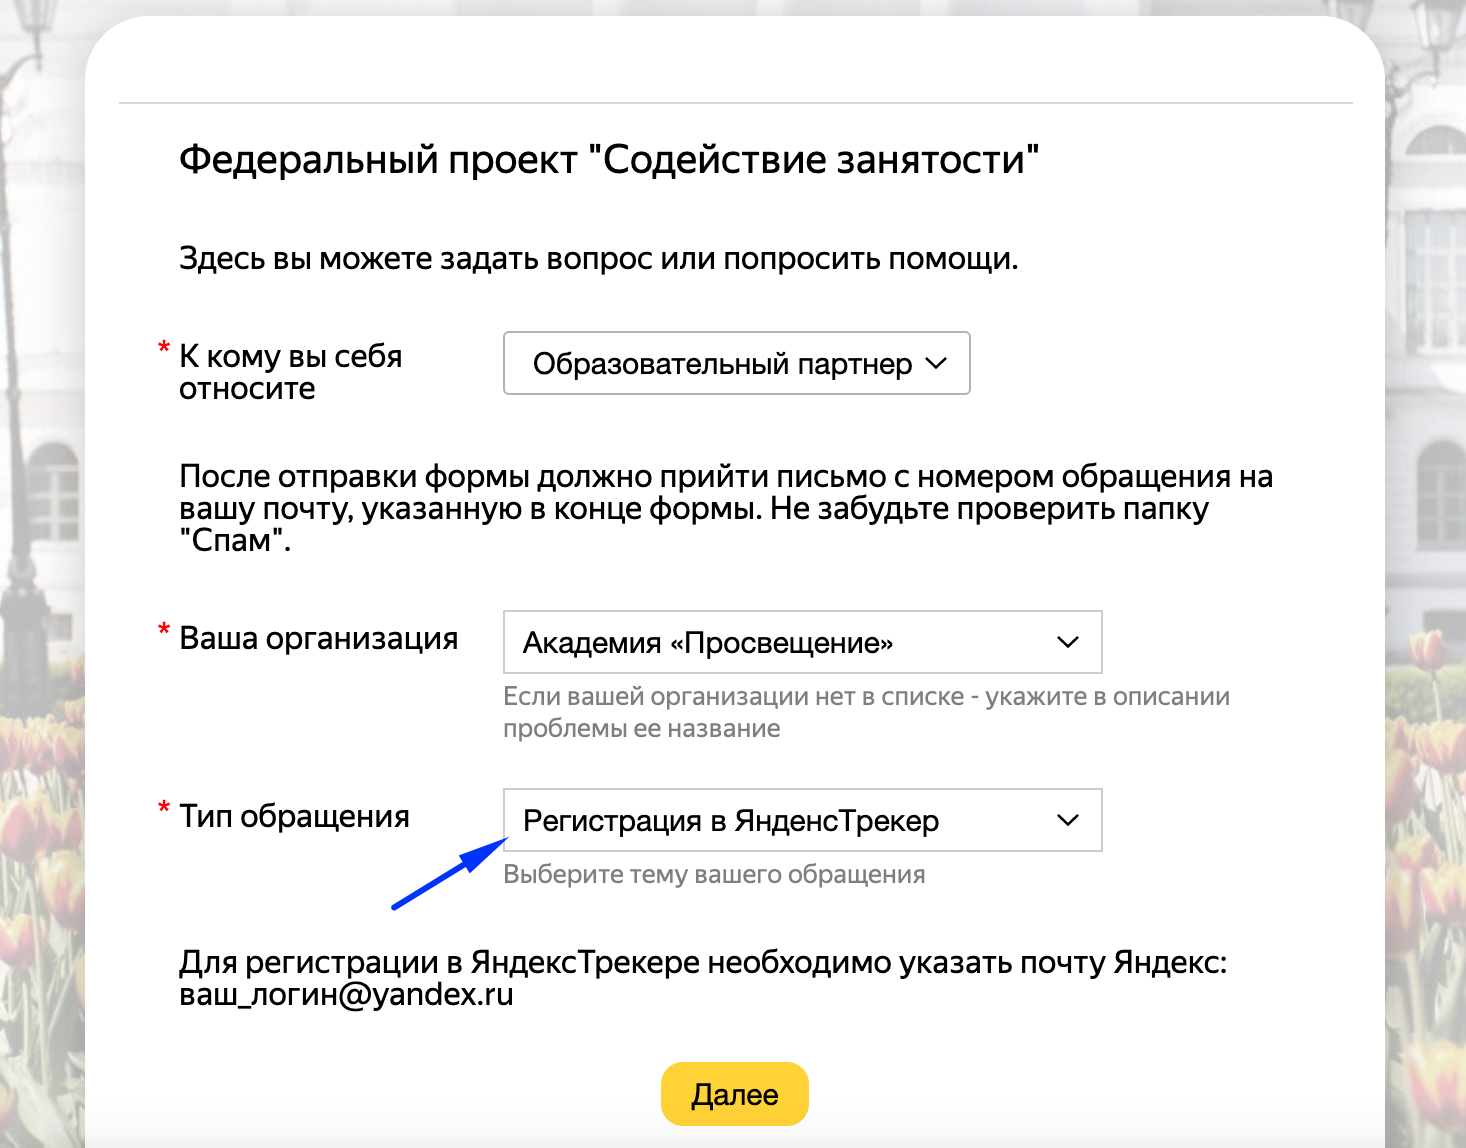 Федеральный проект "Содействие занятости"
Здесь вы можете задать вопрос или попросить помощи.
* К кому вы себя
относите
Образовательный партнер
После отправки формы должно прийти письмо с номером обращения на
вашу почту, указанную в конце формы. Не забудьте проверить папку
"Спам".
* Ваша организация
Академия «Просвещение»
Если вашей организации нет в списке - укажите в описании
проблемы ее название
* Тип обращения
Регистрация в ЯнденсТрекер
Выберите тему вашего обращения
Для регистрации в ЯндексТрекере необходимо указать почту Яндекс:
ваш_логин@yandex.ru
Далее